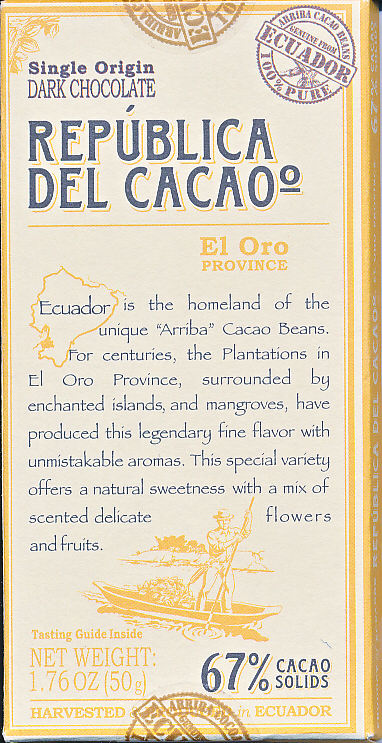 ARRIBA CACAO BEANS
GENUINE FROM
ECUADOR
100% PURE
Single Origin
DARK CHOCOLATE
REPÚBLICA
DEL CACAOº
El Oro
PROVINCE
Ecuador is the homeland of the
unique "Arriba" Cacao Beans.
For centuries, the Plantations in
El Oro Province, surrounded by
enchanted islands, and mangroves, have
produced this legendary fine flavor with
unmistakable aromas. This special variety
offers a natural sweetness with a mix of
scented delicate flowers
and fruits.
Tasting Guide Inside
NET WEIGHT:
1.76 OZ (50g)
67% CACAO
SOLIDS
HARVESTED
in ECUADOR